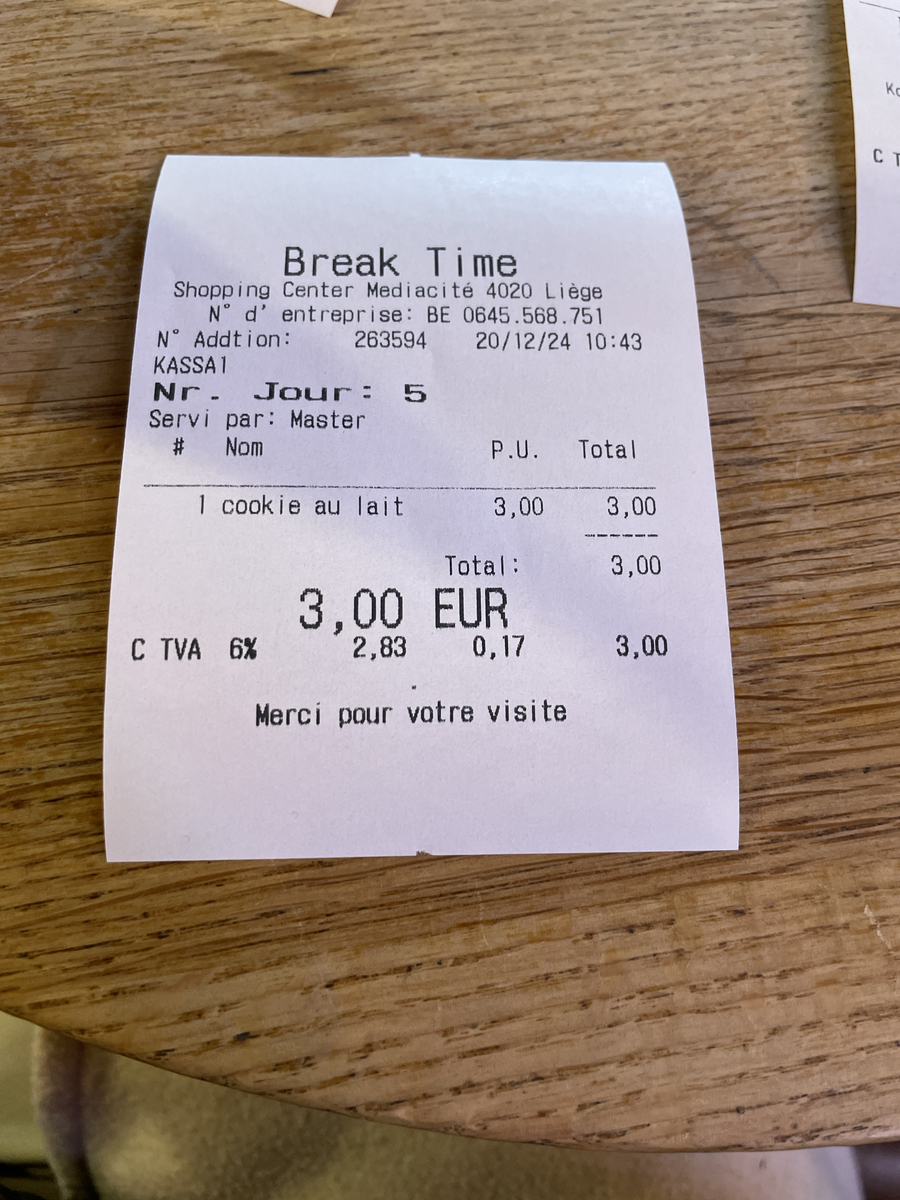 Break Time
Shopping Center Mediacité 4020 Liège
N° d' entreprise: BE 0645.568.751
N° Addtion: 263594 20/12/24 10:43
KASSA1
Nr. Jour: 5
Servi par: Master
# Nom P.U. Total
1 cookie au lait 3,00 3,00
Total: 3,00
3,00 EUR
C TVA 6% 2,83 0,17 3,00
Merci pour votre visite
C T